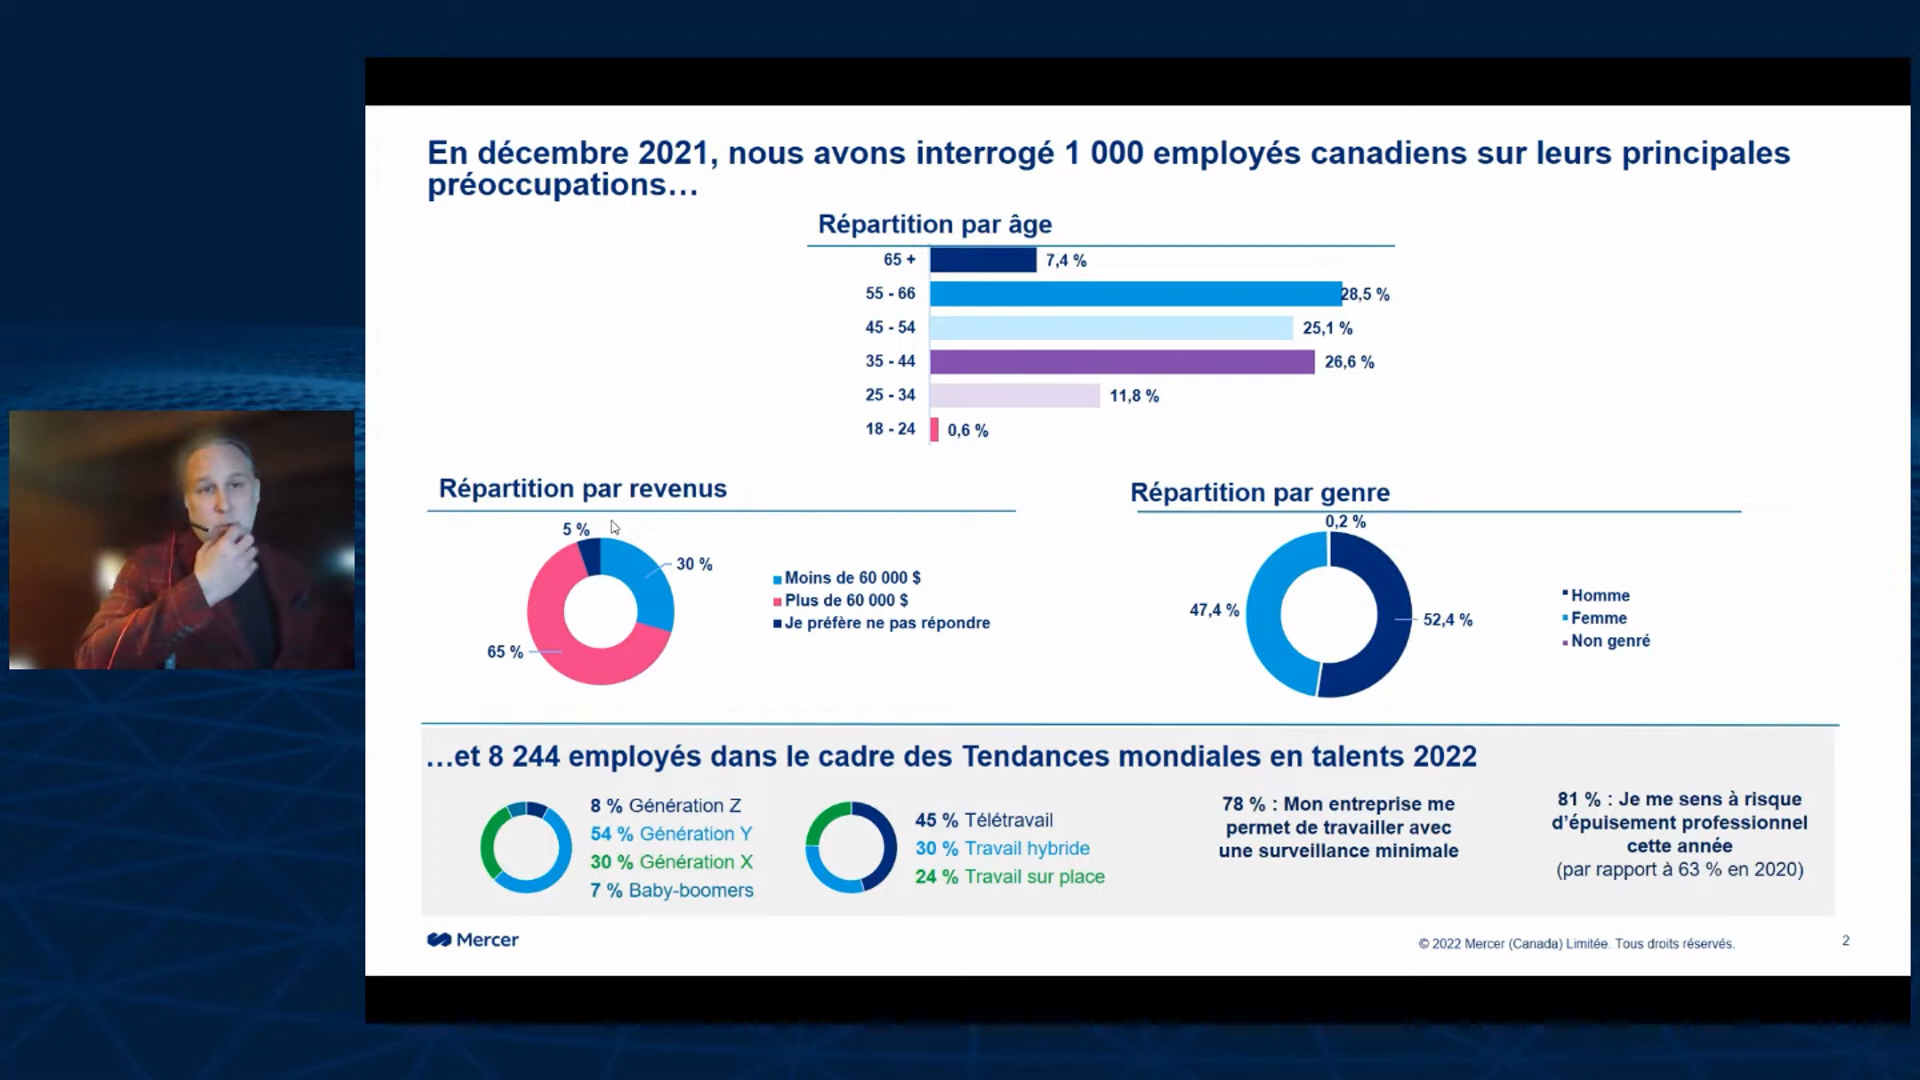 En décembre 2021, nous avons interrogé 1 000 employés canadiens sur leurs principales
préoccupations…
Répartition par âge
65 + 7,4 %
55 - 66 28,5 %
45 - 54 25,1 %
35 - 44 26,6 %
25 - 34 11,8 %
18 - 24 0,6 %
Répartition par revenus
5 %
30 %
65 %
Moins de 60 000 $
Plus de 60 000 $
Je préfère ne pas répondre
Répartition par genre
0,2 %
47,4 %
52,4 %
Homme
Femme
Non genré
…et 8 244 employés dans le cadre des Tendances mondiales en talents 2022
8 % Génération Z
54 % Génération Y
30 % Génération X
7 % Baby-boomers
45 % Télétravail
30 % Travail hybride
24 % Travail sur place
78 % : Mon entreprise me
permet de travailler avec
une surveillance minimale
81 % : Je me sens à risque
d'épuisement professionnel
cette année
(par rapport à 63 % en 2020)
Mercer
© 2022 Mercer (Canada) Limitée. Tous droits réservés.
2